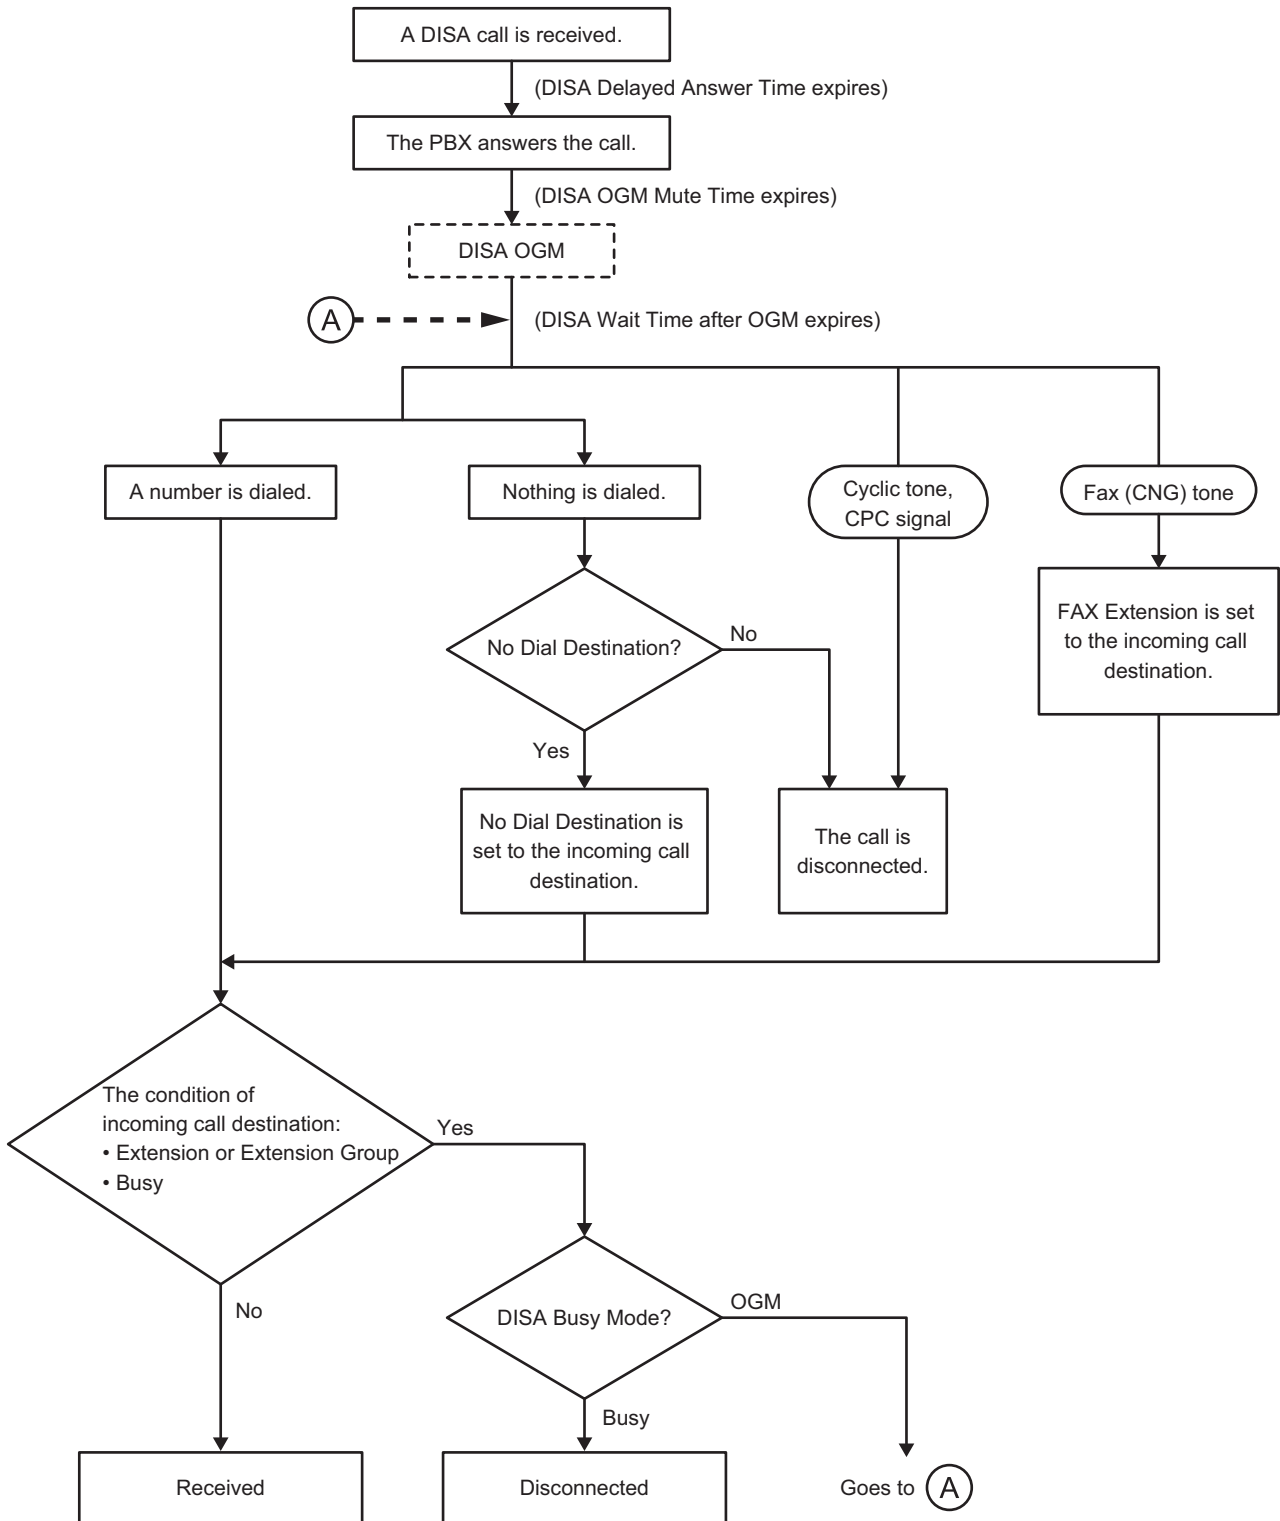 A DISA call is received.
(DISA Delayed Answer Time expires)
The PBX answers the call.
(DISA OGM Mute Time expires)
DISA OGM
A
(DISA Wait Time after OGM expires)
A number is dialed.
Nothing is dialed.
Cyclic tone,
CPC signal
Fax (CNG) tone
No Dial Destination?
No
Yes
FAX Extension is set
to the incoming call
destination.
No Dial Destination is
set to the incoming call
destination.
The call is
disconnected.
The condition of
incoming call destination:
• Extension or Extension Group
• Busy
Yes
No
DISA Busy Mode?
OGM
Busy
Received
Disconnected
Goes to A